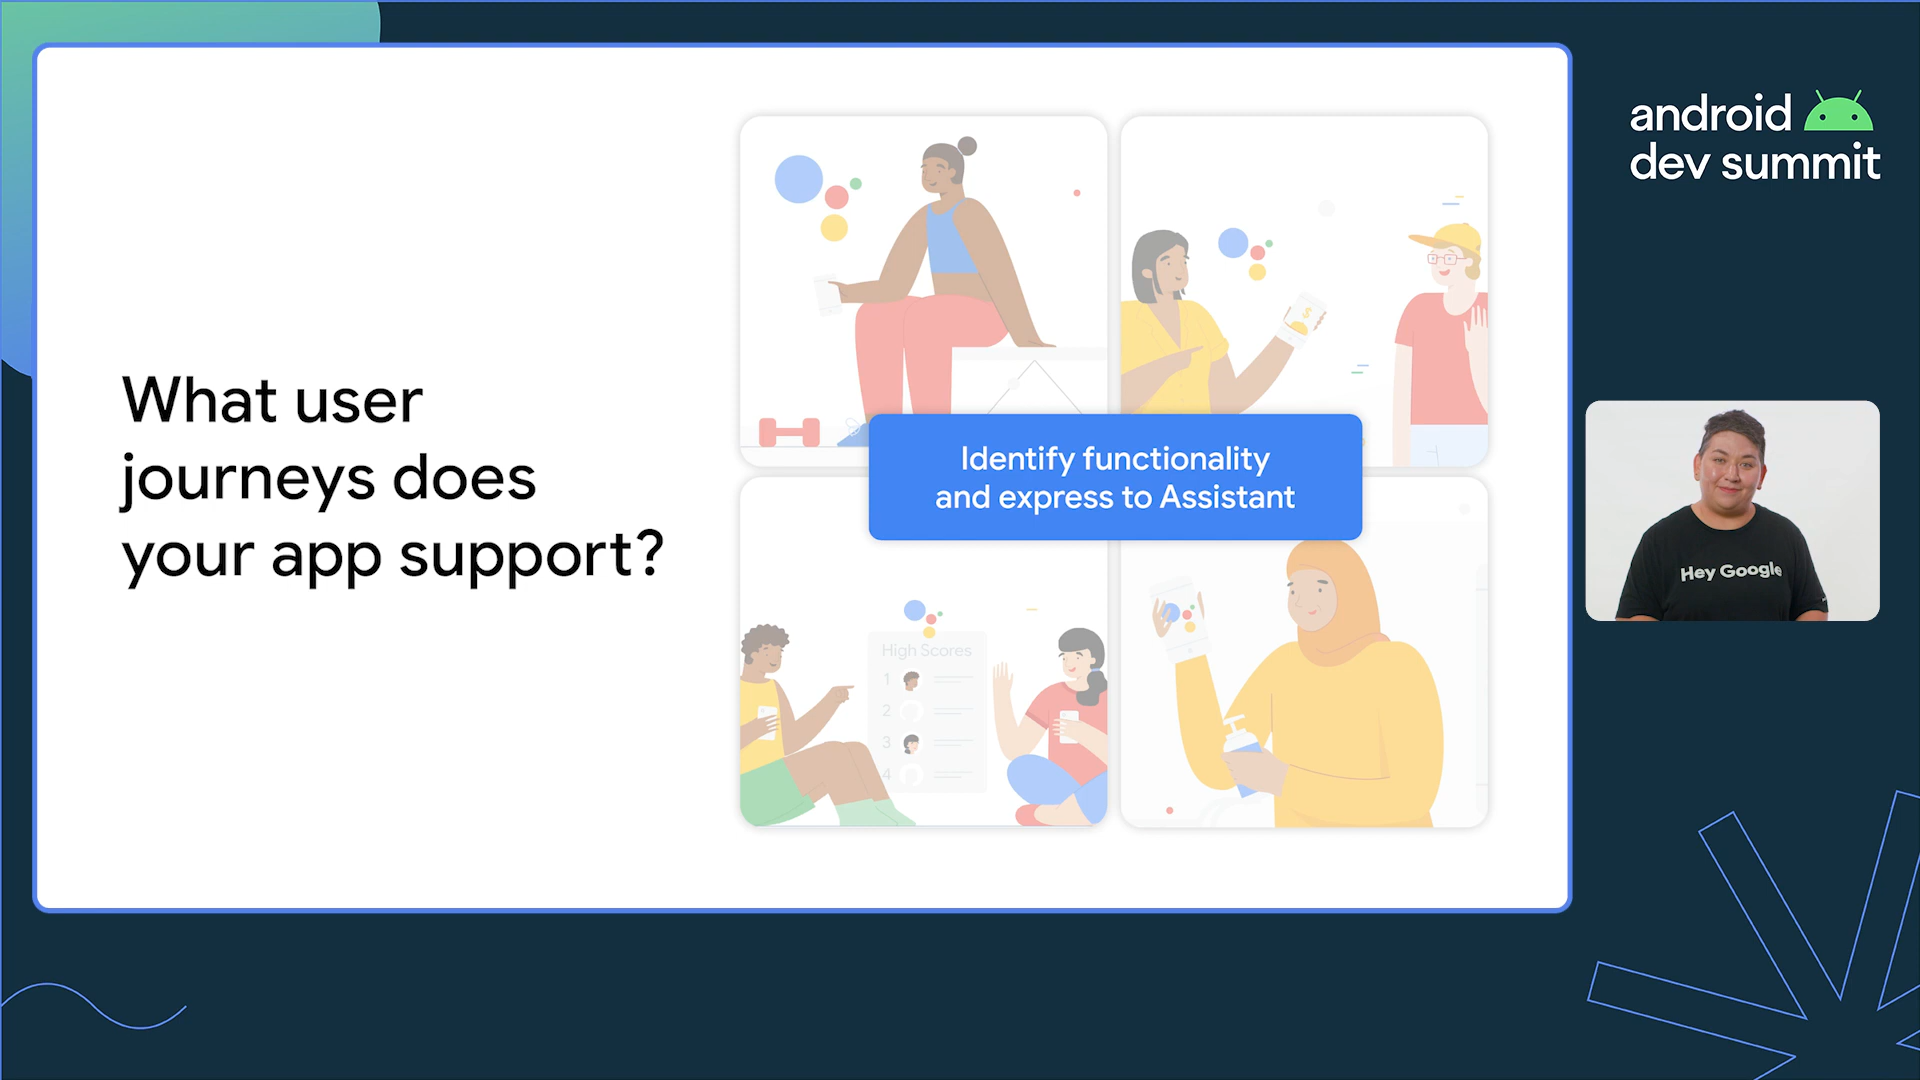 What user
journeys does
your app support?
Identify functionality
and express to Assistant
High Scores
1
2
3
4
$
android
dev summit
Hey Google